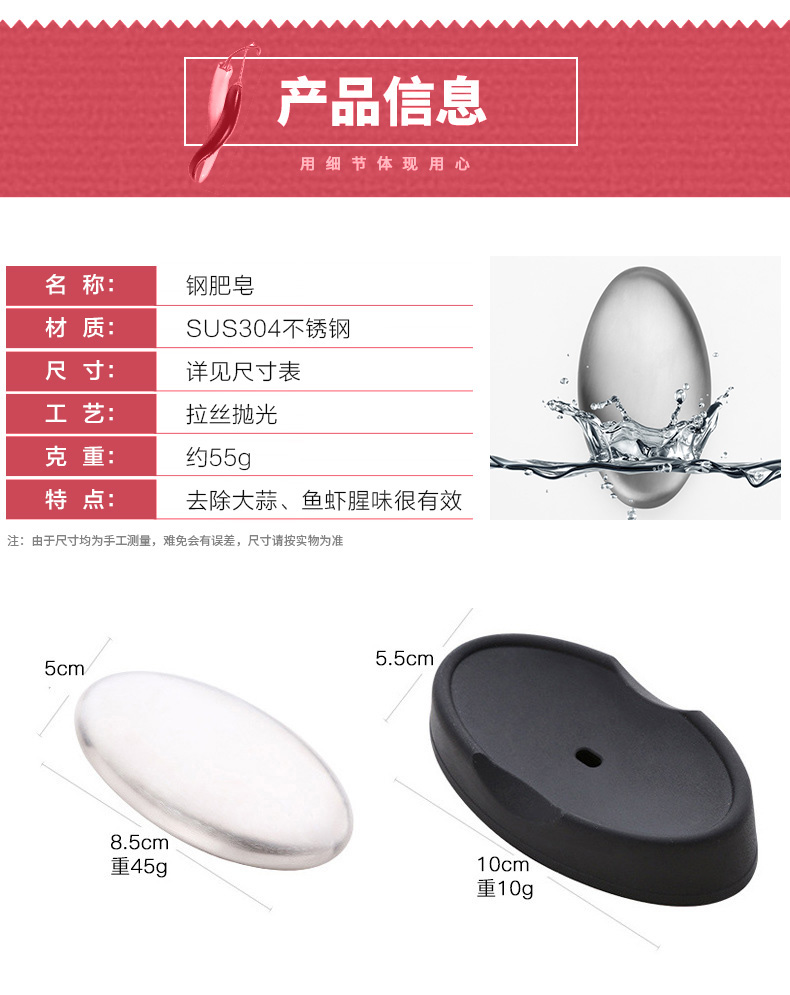 产品信息
用细节体现用心
名 称： 钢肥皂
材 质： SUS304不锈钢
尺 寸： 详见尺寸表
工 艺： 拉丝抛光
克 重： 约55g
特 点： 去除大蒜、鱼虾腥味很有效
注：由于尺寸均为手工测量，难免会有误差，尺寸请按实物为准
5cm
5.5cm
8.5cm
重45g
10cm
重10g